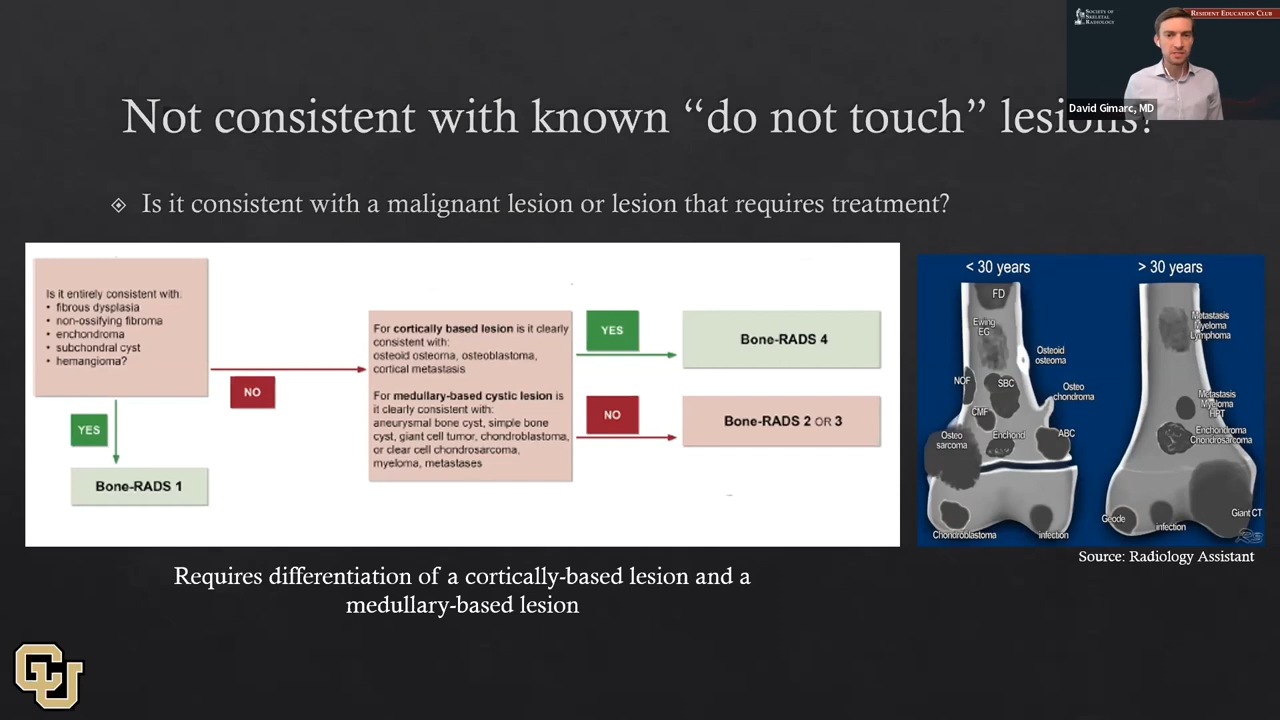 SOCIETY OF
SKELETAL
RADIOLOGY
RESIDENT EDUCATION CLUB
David Gimarc, MD
Not consistent with known “do not touch” lesions?
Is it consistent with a malignant lesion or lesion that requires treatment?
Is it entirely consistent with:
• fibrous dysplasia
• non-ossifying fibroma
• enchondroma
• subchondral cyst
• hemangioma?
YES
Bone-RADS 1
NO
For cortically based lesion is it clearly
consistent with:
osteoid osteoma, osteoblastoma,
cortical metastasis
For medullary-based cystic lesion is
it clearly consistent with:
aneurysmal bone cyst, simple bone
cyst, giant cell tumor, chondroblastoma,
or clear cell chondrosarcoma,
myeloma, metastases
YES
Bone-RADS 4
NO
Bone-RADS 2 OR 3
< 30 years
FD
Ewing
EG
Osteoid
osteoma
NOF
SBC
Osteo
chondroma
CMF
Osteo
sarcoma
Enchond
ABC
Chondroblastoma
infection
> 30 years
Metastasis
Myeloma
Lymphoma
Metastasis
Myeloma
HPT
Enchondroma
Chondrosarcoma
Geode
infection
Giant CT
Source: Radiology Assistant
Requires differentiation of a cortically-based lesion and a
medullary-based lesion
CU